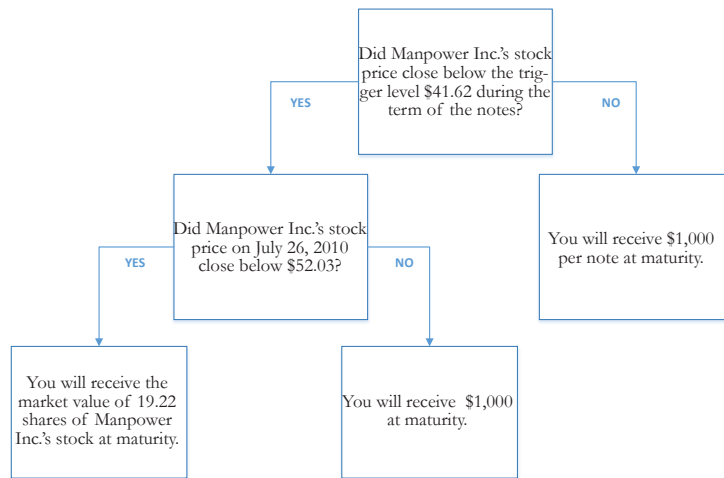 Did Manpower Inc.'s stock
price close below the trig-
ger level $41.62 during the
term of the notes?
YES
NO
Did Manpower Inc.'s stock
price on July 26, 2010
close below $52.03?
You will receive $1,000
per note at maturity.
YES
NO
You will receive the
market value of 19.22
shares of Manpower
Inc.'s stock at maturity.
You will receive $1,000
at maturity.